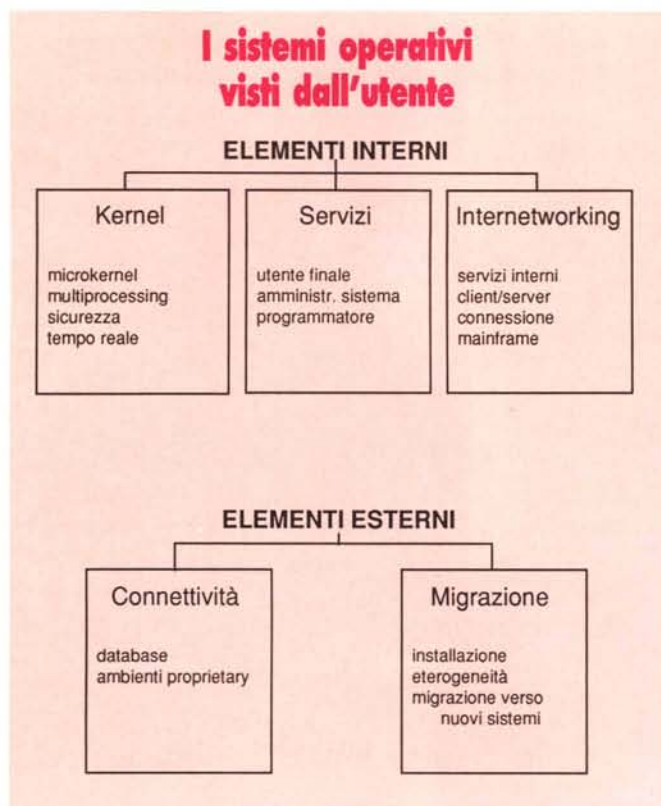 I sistemi operativi
visti dall'utente
ELEMENTI INTERNI
Kernel
microkernel
multiprocessing
sicurezza
tempo reale
Servizi
utente finale
amministr. sistema
programmatore
Internetworking
servizi interni
client/server
connessione
mainframe
ELEMENTI ESTERNI
Connettività
database
ambienti proprietary
Migrazione
installazione
eterogeneità
migrazione verso
nuovi sistemi